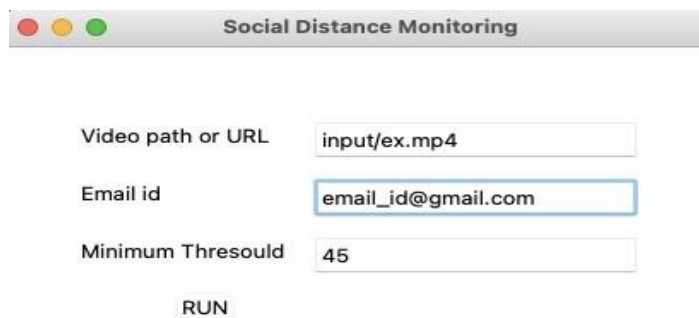 Social Distance Monitoring
Video path or URL input/ex.mp4
Email id email_id@gmail.com
Minimum Thresould 45
RUN